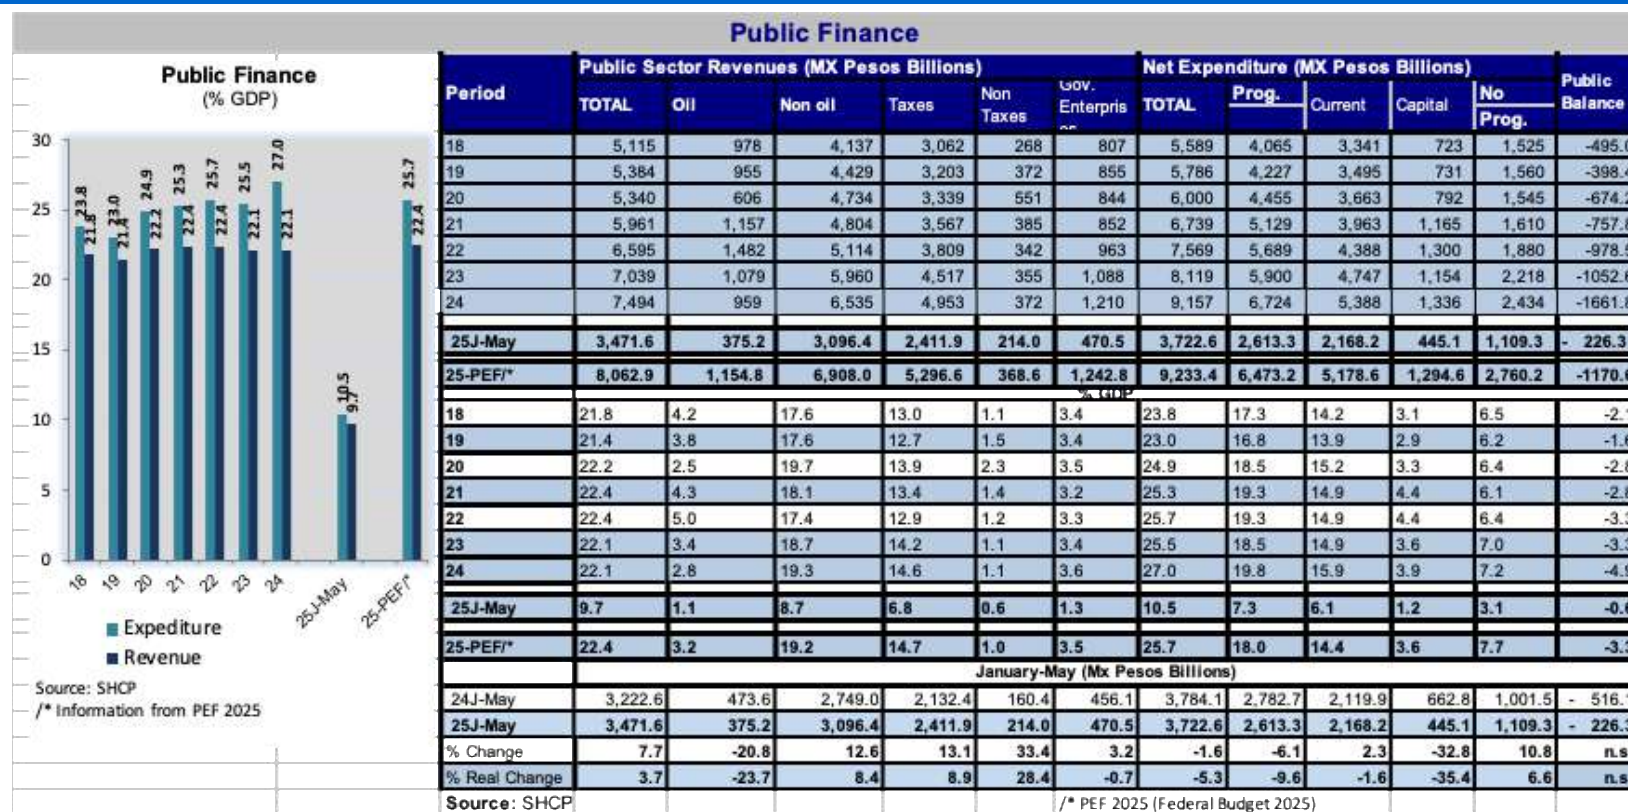 Public Finance
Public Finance
(% GDP)
30
25
20
15
10
5
0
23.8
21.8
23.0
21.4
24.9
22.2
25.3
22.4
25.7
22.4
25.5
22.1
27.0
22.1
10.5
9.7
25.7
22.4
18
19
20
21
22
23
24
25J-May
25-PEF/*
Expediture
Revenue
Source: SHCP
/* Information from PEF 2025
Period Public Sector Revenues (MX Pesos Billions) Net Expenditure (MX Pesos Billions) Public Balance
TOTAL Oil Non oil Taxes Non Taxes Gov. Enterpris TOTAL Prog. Current Capital No Prog.
18 5,115 978 4,137 3,062 268 807 5,589 4,065 3,341 723 1,525 -495.0
19 5,384 955 4,429 3,203 372 855 5,786 4,227 3,495 731 1,560 -398.4
20 5,340 606 4,734 3,339 551 844 6,000 4,455 3,663 792 1,545 -674.2
21 5,961 1,157 4,804 3,567 385 852 6,739 5,129 3,963 1,165 1,610 -757.
22 6,595 1,482 5,114 3,809 342 963 7,569 5,689 4,388 1,300 1,880 -978.
23 7,039 1,079 5,960 4,517 355 1,088 8,119 5,900 4,747 1,154 2,218 -1052.
24 7,494 959 6,535 4,953 372 1,210 9,157 6,724 5,388 1,336 2,434 -1661.
25J-May 3,471.6 375.2 3,096.4 2,411.9 214.0 470.5 3,722.6 2,613.3 2,168.2 445.1 1,109.3 - 226.3
25-PEF/* 8,062.9 1,154.8 6,908.0 5,296.6 368.6 1,242.8 9,233.4 6,473.2 5,178.6 1,294.6 2,760.2 -1170.
% GDP
18 21.8 4.2 17.6 13.0 1.1 3.4 23.8 17.3 14.2 3.1 6.5 -2.
19 21.4 3.8 17.6 12.7 1.5 3.4 23.0 16.8 13.9 2.9 6.2 -1.
20 22.2 2.5 19.7 13.9 2.3 3.5 24.9 18.5 15.2 3.3 6.4 -2.
21 22.4 4.3 18.1 13.4 1.4 3.2 25.3 19.3 14.9 4.4 6.1 -2.
22 22.4 5.0 17.4 12.9 1.2 3.3 25.7 19.3 14.9 4.4 6.4 -3.
23 22.1 3.4 18.7 14.2 1.1 3.4 25.5 18.5 14.9 3.6 7.0 -3.
24 22.1 2.8 19.3 14.6 1.1 3.6 27.0 19.8 15.9 3.9 7.2 -4.
25J-May 9.7 1.1 8.7 6.8 0.6 1.3 10.5 7.3 6.1 1.2 3.1 -0.
25-PEF/* 22.4 3.2 19.2 14.7 1.0 3.5 25.7 18.0 14.4 3.6 7.7 -3.
January-May (Mx Pesos Billions)
24J-May 3,222.6 473.6 2,749.0 2,132.4 160.4 456.1 3,784.1 2,782.7 2,119.9 662.8 1,001.5 - 516.
25J-May 3,471.6 375.2 3,096.4 2,411.9 214.0 470.5 3,722.6 2,613.3 2,168.2 445.1 1,109.3 - 226.
% Change 7.7 -20.8 12.6 13.1 33.4 3.2 -1.6 -6.1 2.3 -32.8 10.8 n.s
% Real Change 3.7 -23.7 8.4 8.9 28.4 -0.7 -5.3 -9.6 -1.6 -35.4 6.6 n.s
Source: SHCP /* PEF 2025 (Federal Budget 2025)